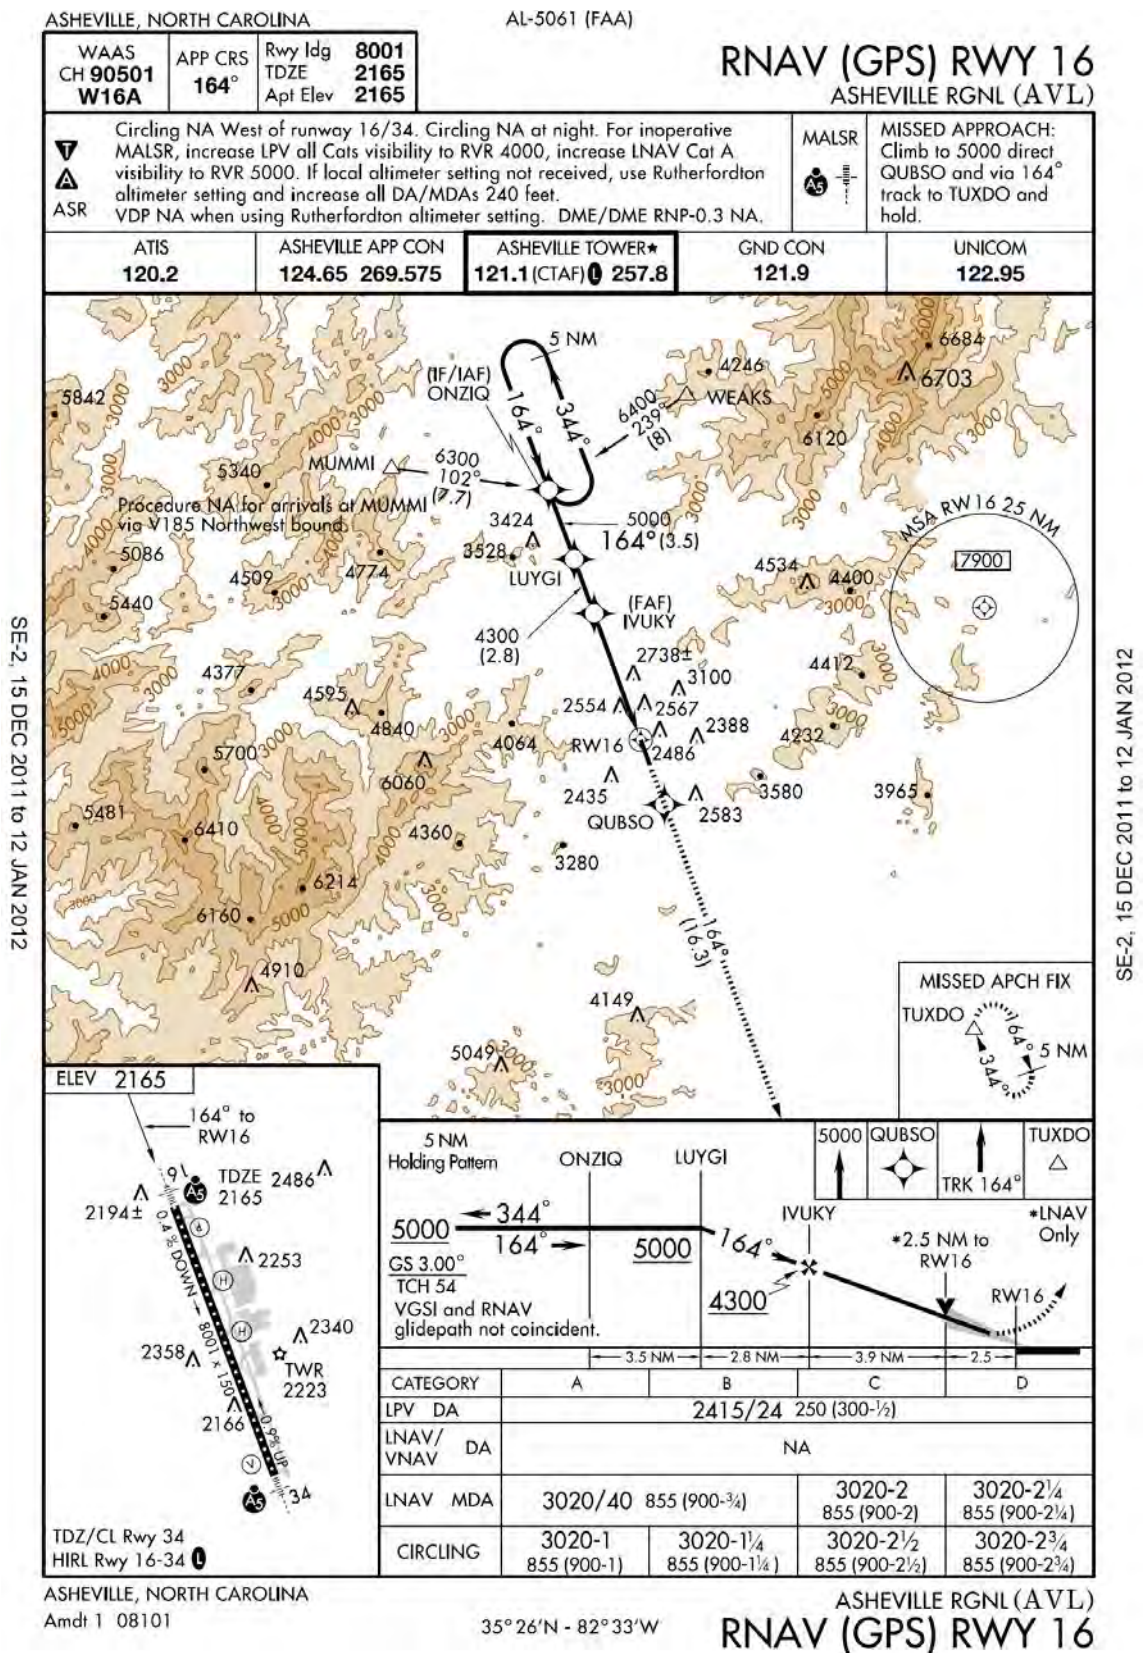 ASHEVILLE, NORTH CAROLINA
AL-5061 (FAA)
WAAS
CH 90501
W16A
APP CRS
164°
Rwy ldg 8001
TDZE 2165
Apt Elev 2165
RNAV (GPS) RWY 16
ASHEVILLE RGNL (AVL)
T
A
ASR
Circling NA West of runway 16/34. Circling NA at night. For inoperative
MALSR, increase LPV all Cats visibility to RVR 4000, increase LNAV Cat A
visibility to RVR 5000. If local altimeter setting not received, use Rutherfordton
altimeter setting and increase all DA/MDAs 240 feet.
VDP NA when using Rutherfordton altimeter setting. DME/DME RNP-0.3 NA.
MALSR
A5
MISSED APPROACH:
Climb to 5000 direct
QUBSO and via 164°
track to TUXDO and
hold.
ATIS
120.2
ASHEVILLE APP CON
124.65 269.575
ASHEVILLE TOWER★
121.1 (CTAF) L 257.8
GND CON
121.9
UNICOM
122.95
5 NM
(IF/IAF)
ONZIQ
164°
344°
4246
WEAKS
6400
239°
(8)
6684
6703
6120
5842
5340
MUMMI
6300
102°
(7.7)
Procedure NA for arrivals at MUMMI
via V185 Northwest bound.
3424
3528
5000
164° (3.5)
LUYGI
MSA RW16 25 NM
7900
5086
4509
4774
4534
4400
5440
(FAF)
IVUKY
4300
(2.8)
2738±
3100
4412
4377
4595
4840
2554
2567
2388
4064
RW16
2486
4232
5700
6060
2435
3580
3965
5481
QUBSO
2583
6410
4360
3280
6214
6160
164°
(16.3)
4910
4149
5049
3000
4000
5000
6000
MISSED APCH FIX
TUXDO
164°
5 NM
344°
SE-2, 15 DEC 2011 to 12 JAN 2012
SE-2, 15 DEC 2011 to 12 JAN 2012
ELEV 2165
164° to
RW16
16
A5
TDZE
2165
2486
2194±
0.4% DOWN
2253
H
8001 x 150
H
2340
2358
TWR
2223
2166
0.9% UP
V
34
A5
TDZ/CL Rwy 34
HIRL Rwy 16-34 L
5 NM
Holding Pattern
ONZIQ
LUYGI
5000
QUBSO
TRK 164°
TUXDO
344°
5000
164°
5000
164°
IVUKY
*LNAV
Only
*2.5 NM to
RW16
GS 3.00°
TCH 54
4300
RW16
VGSI and RNAV
glidepath not coincident.
3.5 NM
2.8 NM
3.9 NM
2.5
CATEGORY A B C D
LPV DA 2415/24 250 (300-½)
LNAV/
VNAV DA NA
LNAV MDA 3020/40 855 (900-¾) 3020-2 3020-2¼
855 (900-2) 855 (900-2¼)
CIRCLING 3020-1 3020-1¼ 3020-2½ 3020-2¾
855 (900-1) 855 (900-1¼) 855 (900-2½) 855 (900-2¾)
ASHEVILLE, NORTH CAROLINA
Amdt 1 08101
35°26'N - 82°33'W
ASHEVILLE RGNL (AVL)
RNAV (GPS) RWY 16